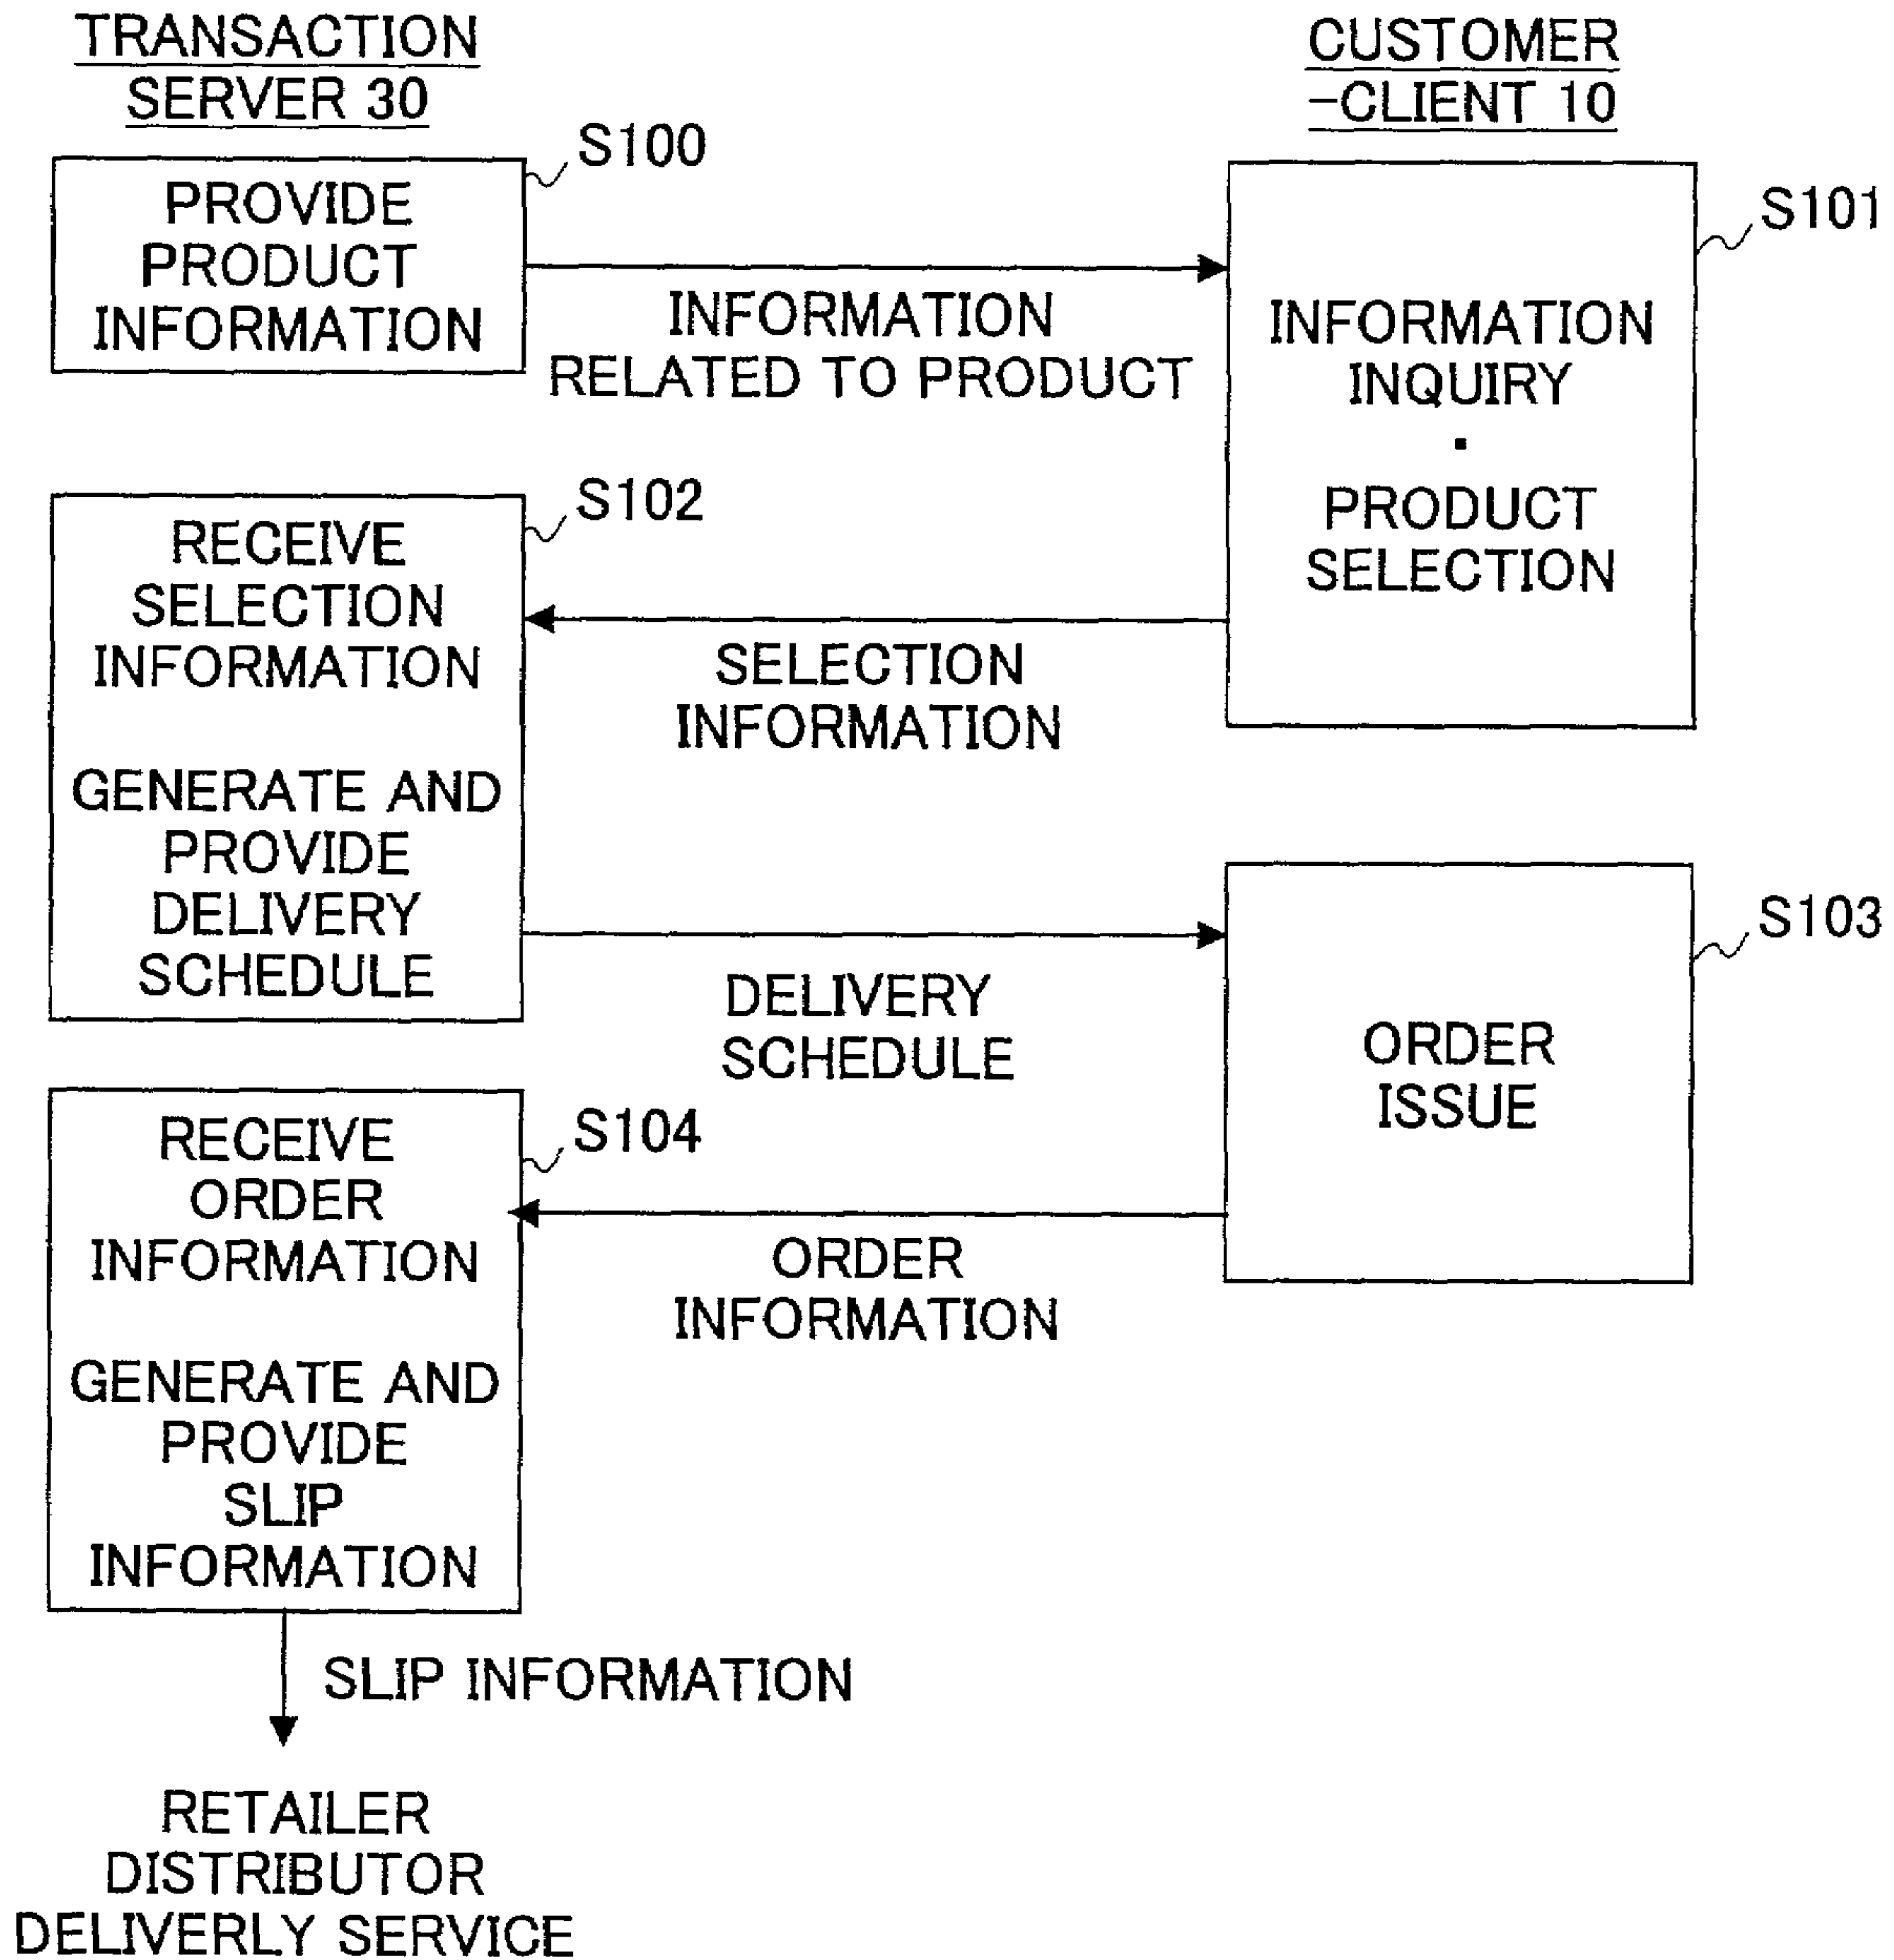 TRANSACTION
SERVER 30
CUSTOMER
-CLIENT 10
S100
PROVIDE
PRODUCT
INFORMATION
INFORMATION
RELATED TO PRODUCT
S101
INFORMATION
INQUIRY
·
PRODUCT
SELECTION
S102
RECEIVE
SELECTION
INFORMATION
GENERATE AND
PROVIDE
DELIVERY
SCHEDULE
SELECTION
INFORMATION
DELIVERY
SCHEDULE
S103
ORDER
ISSUE
S104
RECEIVE
ORDER
INFORMATION
GENERATE AND
PROVIDE
SLIP
INFORMATION
ORDER
INFORMATION
SLIP INFORMATION
RETAILER
DISTRIBUTOR
DELIVERLY SERVICE